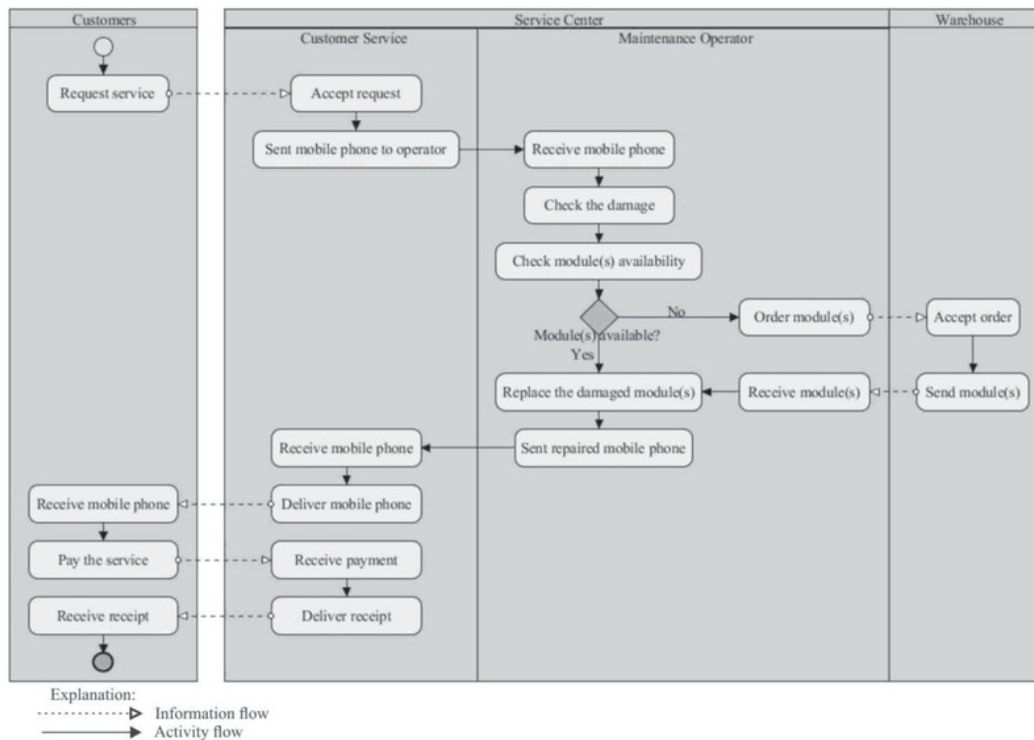 Customers
Service Center
Warehouse
Customer Service
Maintenance Operator
Request service
Accept request
Sent mobile phone to operator
Receive mobile phone
Check the damage
Check module(s) availability
No
Order module(s)
Accept order
Module(s) available?
Yes
Replace the damaged module(s)
Receive module(s)
Send module(s)
Receive mobile phone
Sent repaired mobile phone
Receive mobile phone
Deliver mobile phone
Pay the service
Receive payment
Receive receipt
Deliver receipt
Explanation:
Information flow
Activity flow